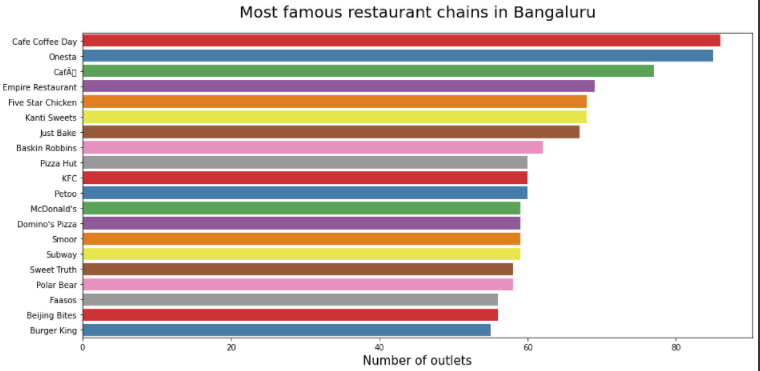 Most famous restaurant chains in Bangaluru
Cafe Coffee Day
Onesta
CafÃ▯
Empire Restaurant
Five Star Chicken
Kanti Sweets
Just Bake
Baskin Robbins
Pizza Hut
KFC
Petoo
McDonald's
Domino's Pizza
Smoor
Subway
Sweet Truth
Polar Bear
Faasos
Beijing Bites
Burger King
0 20 40 60 80
Number of outlets